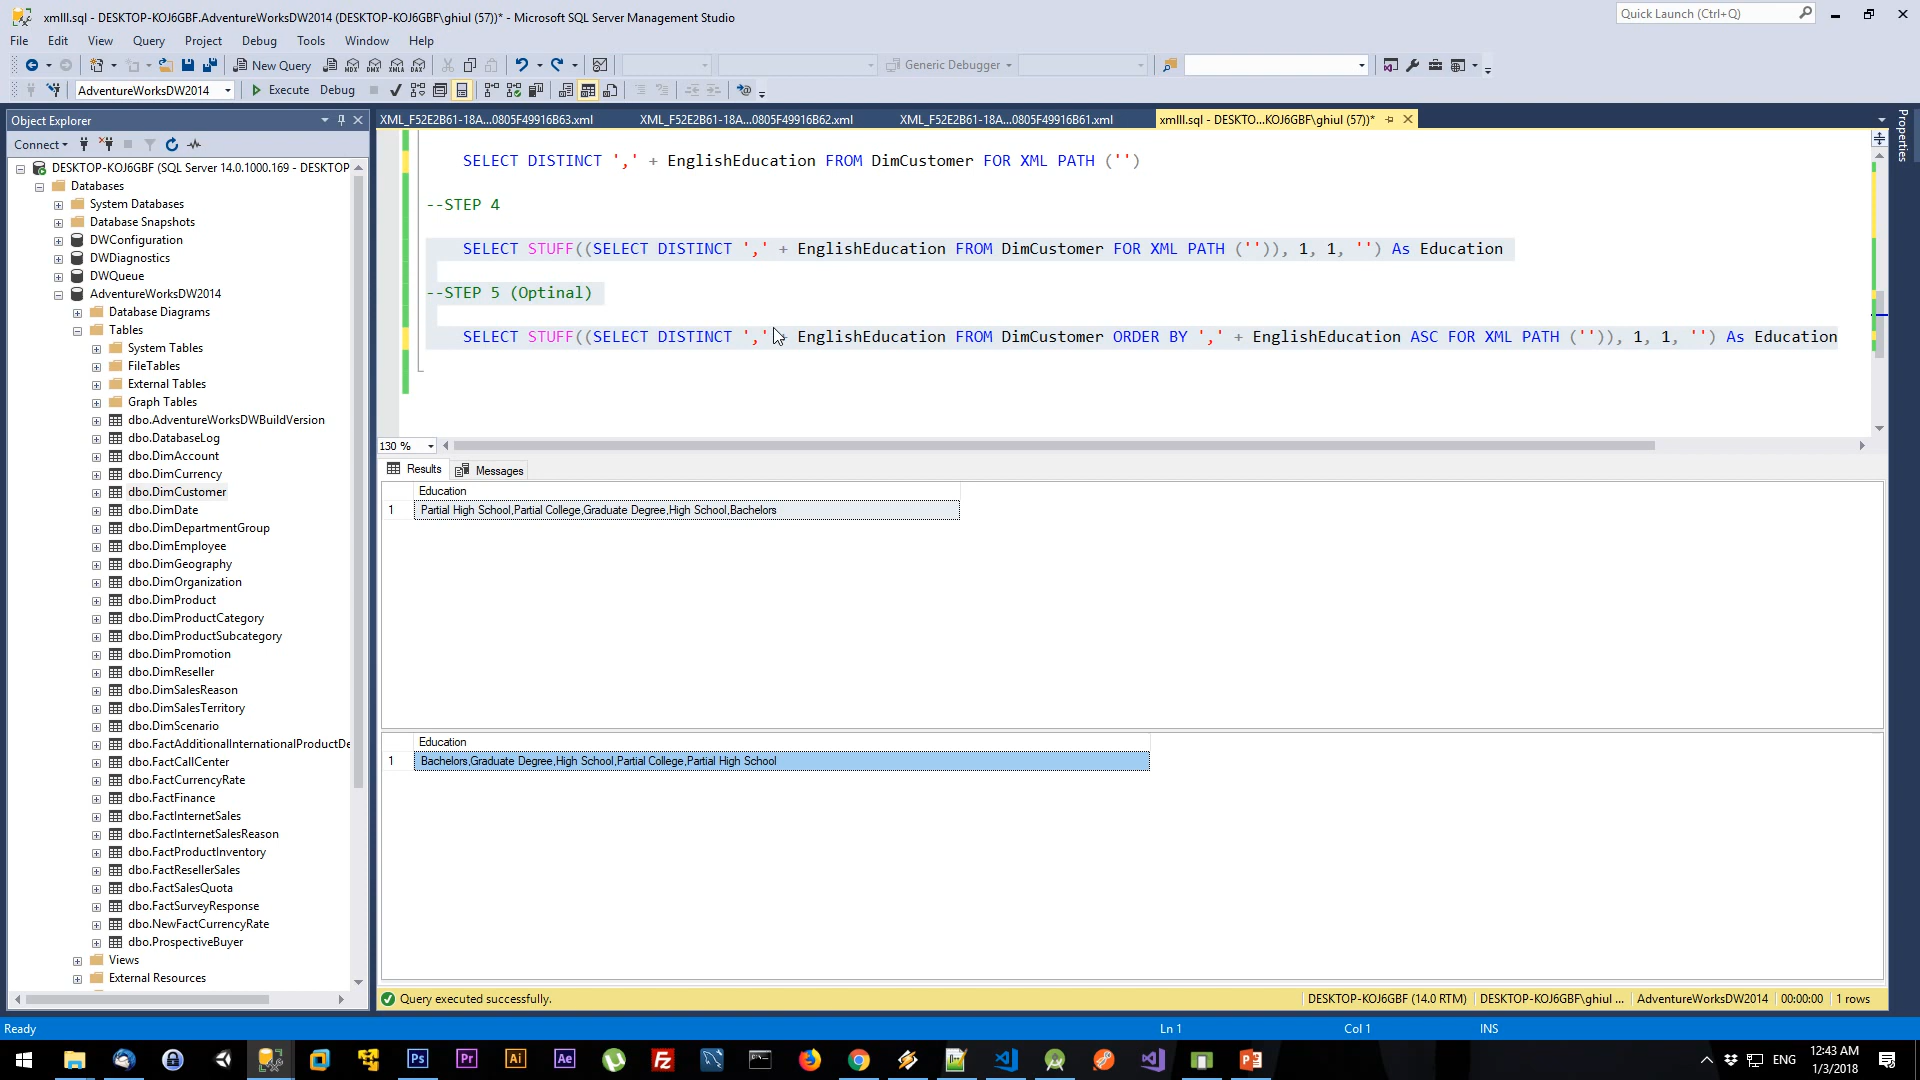 xmlll.sql - DESKTOP-KOJ6GBF.AdventureWorksDW2014 (DESKTOP-KOJ6GBF\ghiul (57))* - Microsoft SQL Server Management Studio
Quick Launch (Ctrl+Q)
File Edit View Query Project Debug Tools Window Help
New Query
Generic Debugger
AdventureWorksDW2014 Execute Debug
Object Explorer
Connect
DESKTOP-KOJ6GBF (SQL Server 14.0.1000.169 - DESKTOP
Databases
System Databases
Database Snapshots
DWConfiguration
DWDiagnostics
DWQueue
AdventureWorksDW2014
Database Diagrams
Tables
System Tables
FileTables
External Tables
Graph Tables
dbo.AdventureWorksDWBuildVersion
dbo.DatabaseLog
dbo.DimAccount
dbo.DimCurrency
dbo.DimCustomer
dbo.DimDate
dbo.DimDepartmentGroup
dbo.DimEmployee
dbo.DimGeography
dbo.DimOrganization
dbo.DimProduct
dbo.DimProductCategory
dbo.DimProductSubcategory
dbo.DimPromotion
dbo.DimReseller
dbo.DimSalesReason
dbo.DimSalesTerritory
dbo.DimScenario
dbo.FactAdditionalInternationalProductDe
dbo.FactCallCenter
dbo.FactCurrencyRate
dbo.FactFinance
dbo.FactInternetSales
dbo.FactInternetSalesReason
dbo.FactProductInventory
dbo.FactResellerSales
dbo.FactSalesQuota
dbo.FactSurveyResponse
dbo.NewFactCurrencyRate
dbo.ProspectiveBuyer
Views
External Resources
XML_F52E2B61-18A...0805F49916B63.xml XML_F52E2B61-18A...0805F49916B62.xml XML_F52E2B61-18A...0805F49916B61.xml xmlll.sql - DESKTO...KOJ6GBF\ghiul (57))*
SELECT DISTINCT ',' + EnglishEducation FROM DimCustomer FOR XML PATH ('')
--STEP 4
SELECT STUFF((SELECT DISTINCT ',' + EnglishEducation FROM DimCustomer FOR XML PATH ('')), 1, 1, '') As Education
--STEP 5 (Optinal)
SELECT STUFF((SELECT DISTINCT ',' + EnglishEducation FROM DimCustomer ORDER BY ',' + EnglishEducation ASC FOR XML PATH ('')), 1, 1, '') As Education
130 %
Results Messages
Education
1 Partial High School,Partial College,Graduate Degree,High School,Bachelors
Education
1 Bachelors,Graduate Degree,High School,Partial College,Partial High School
Query executed successfully. DESKTOP-KOJ6GBF (14.0 RTM) DESKTOP-KOJ6GBF\ghiul ... AdventureWorksDW2014 00:00:00 1 rows
Properties
Ready Ln 1 Col 1 INS
Ps Pr Ai Ae
ENG
12:43 AM
1/3/2018